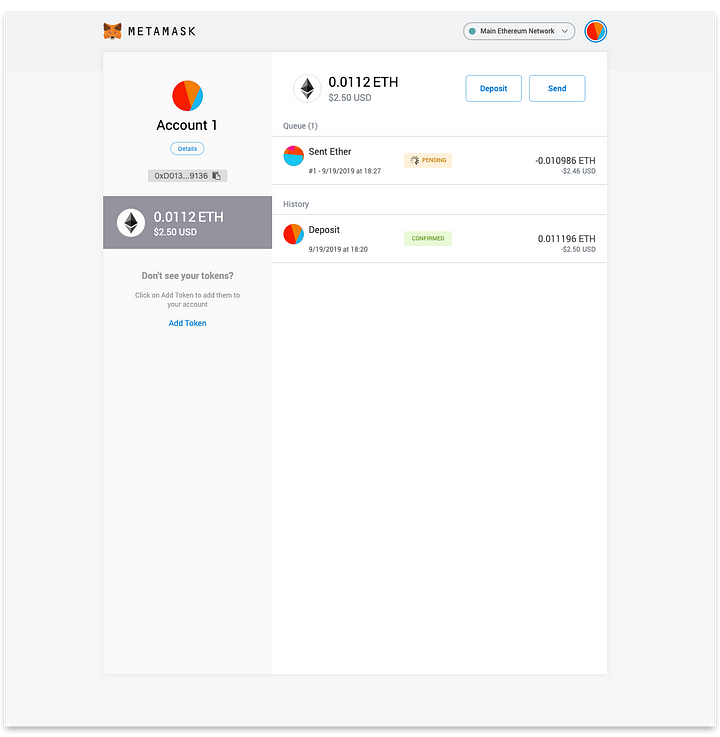 METAMASK
Main Ethereum Network
Account 1
Details
0xD013...9136
0.0112 ETH
$2.50 USD
Don't see your tokens?
Click on Add Token to add them to
your account
Add Token
0.0112 ETH
$2.50 USD
Deposit
Send
Queue (1)
Sent Ether
#1 - 9/19/2019 at 18:27
PENDING
-0.010986 ETH
-$2.46 USD
History
Deposit
9/19/2019 at 18:20
CONFIRMED
0.011196 ETH
-$2.50 USD